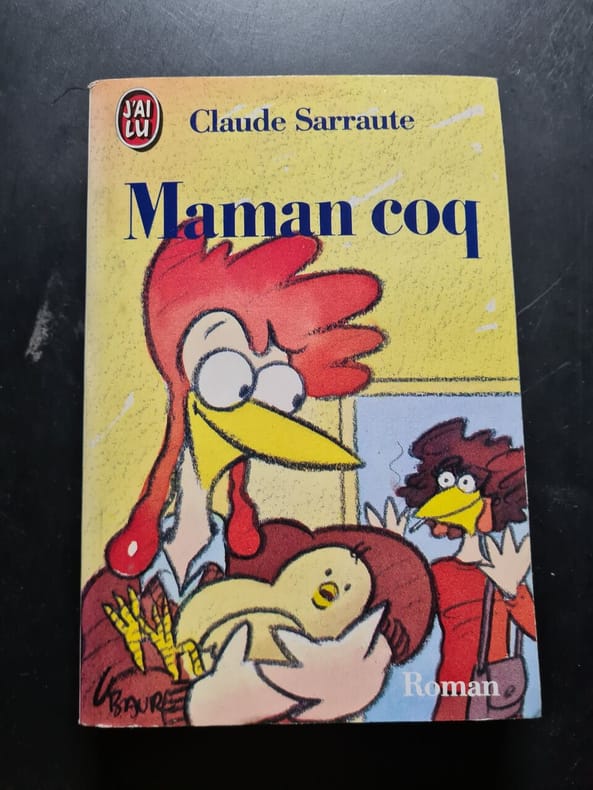 J'AI
LU
Claude Sarraute
Maman coq
Roman